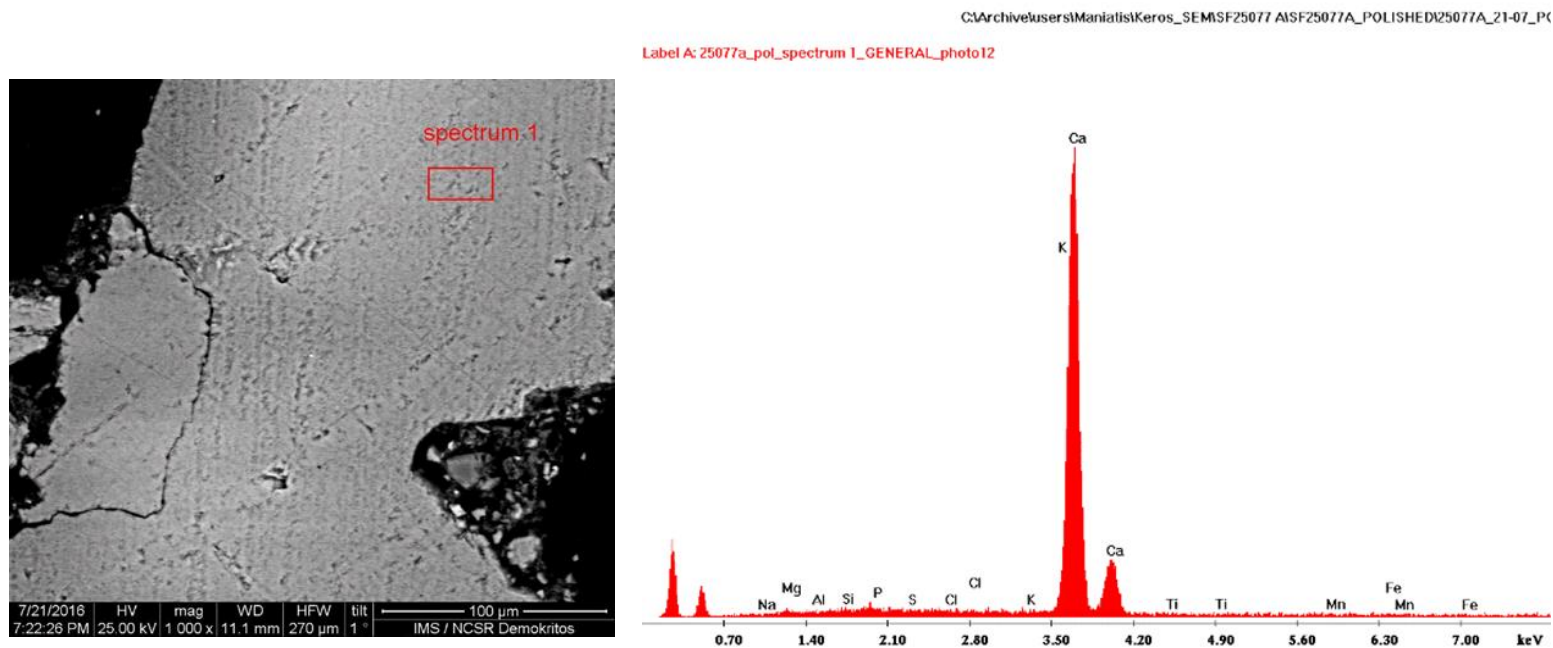 C:\Archive\users\Maniatis\Keros_SEM\SF25077 A\SF25077A_POLISHED\25077A_21-07_PO
Label A: 25077a_pol_spectrum 1_GENERAL_photo12
spectrum 1
7/21/2016 HV mag WD HFW tilt 100 µm
7:22:26 PM 25.00 kV 1 000 x 11.1 mm 270 µm 1 ° IMS / NCSR Demokritos
Ca
K
Ca
Na Mg Al Si P S Cl Cl K Ti Ti Mn Fe Mn Fe
0.70 1.40 2.10 2.80 3.50 4.20 4.90 5.60 6.30 7.00 keV